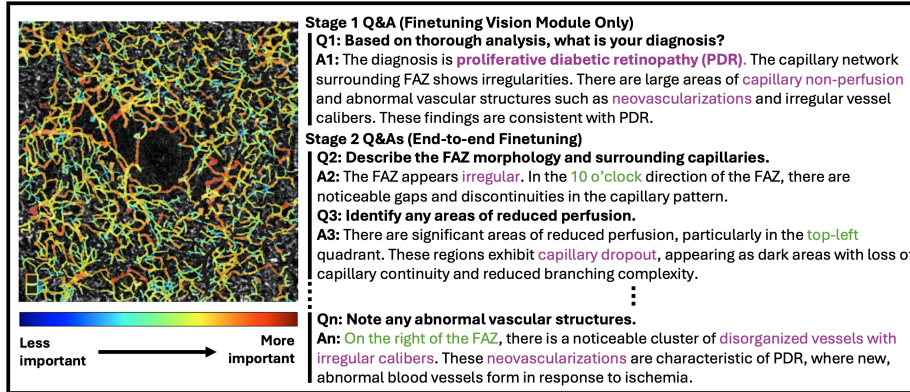 Stage 1 Q&A (Finetuning Vision Module Only)
Q1: Based on thorough analysis, what is your diagnosis?
A1: The diagnosis is proliferative diabetic retinopathy (PDR). The capillary network
surrounding FAZ shows irregularities. There are large areas of capillary non-perfusion
and abnormal vascular structures such as neovascularizations and irregular vessel
calibers. These findings are consistent with PDR.
Stage 2 Q&As (End-to-end Finetuning)
Q2: Describe the FAZ morphology and surrounding capillaries.
A2: The FAZ appears irregular. In the 10 o'clock direction of the FAZ, there are
noticeable gaps and discontinuities in the capillary pattern.
Q3: Identify any areas of reduced perfusion.
A3: There are significant areas of reduced perfusion, particularly in the top-left
quadrant. These regions exhibit capillary dropout, appearing as dark areas with loss of
capillary continuity and reduced branching complexity.
Qn: Note any abnormal vascular structures.
An: On the right of the FAZ, there is a noticeable cluster of disorganized vessels with
irregular calibers. These neovascularizations are characteristic of PDR, where new,
abnormal blood vessels form in response to ischemia.
Less
important
More
important